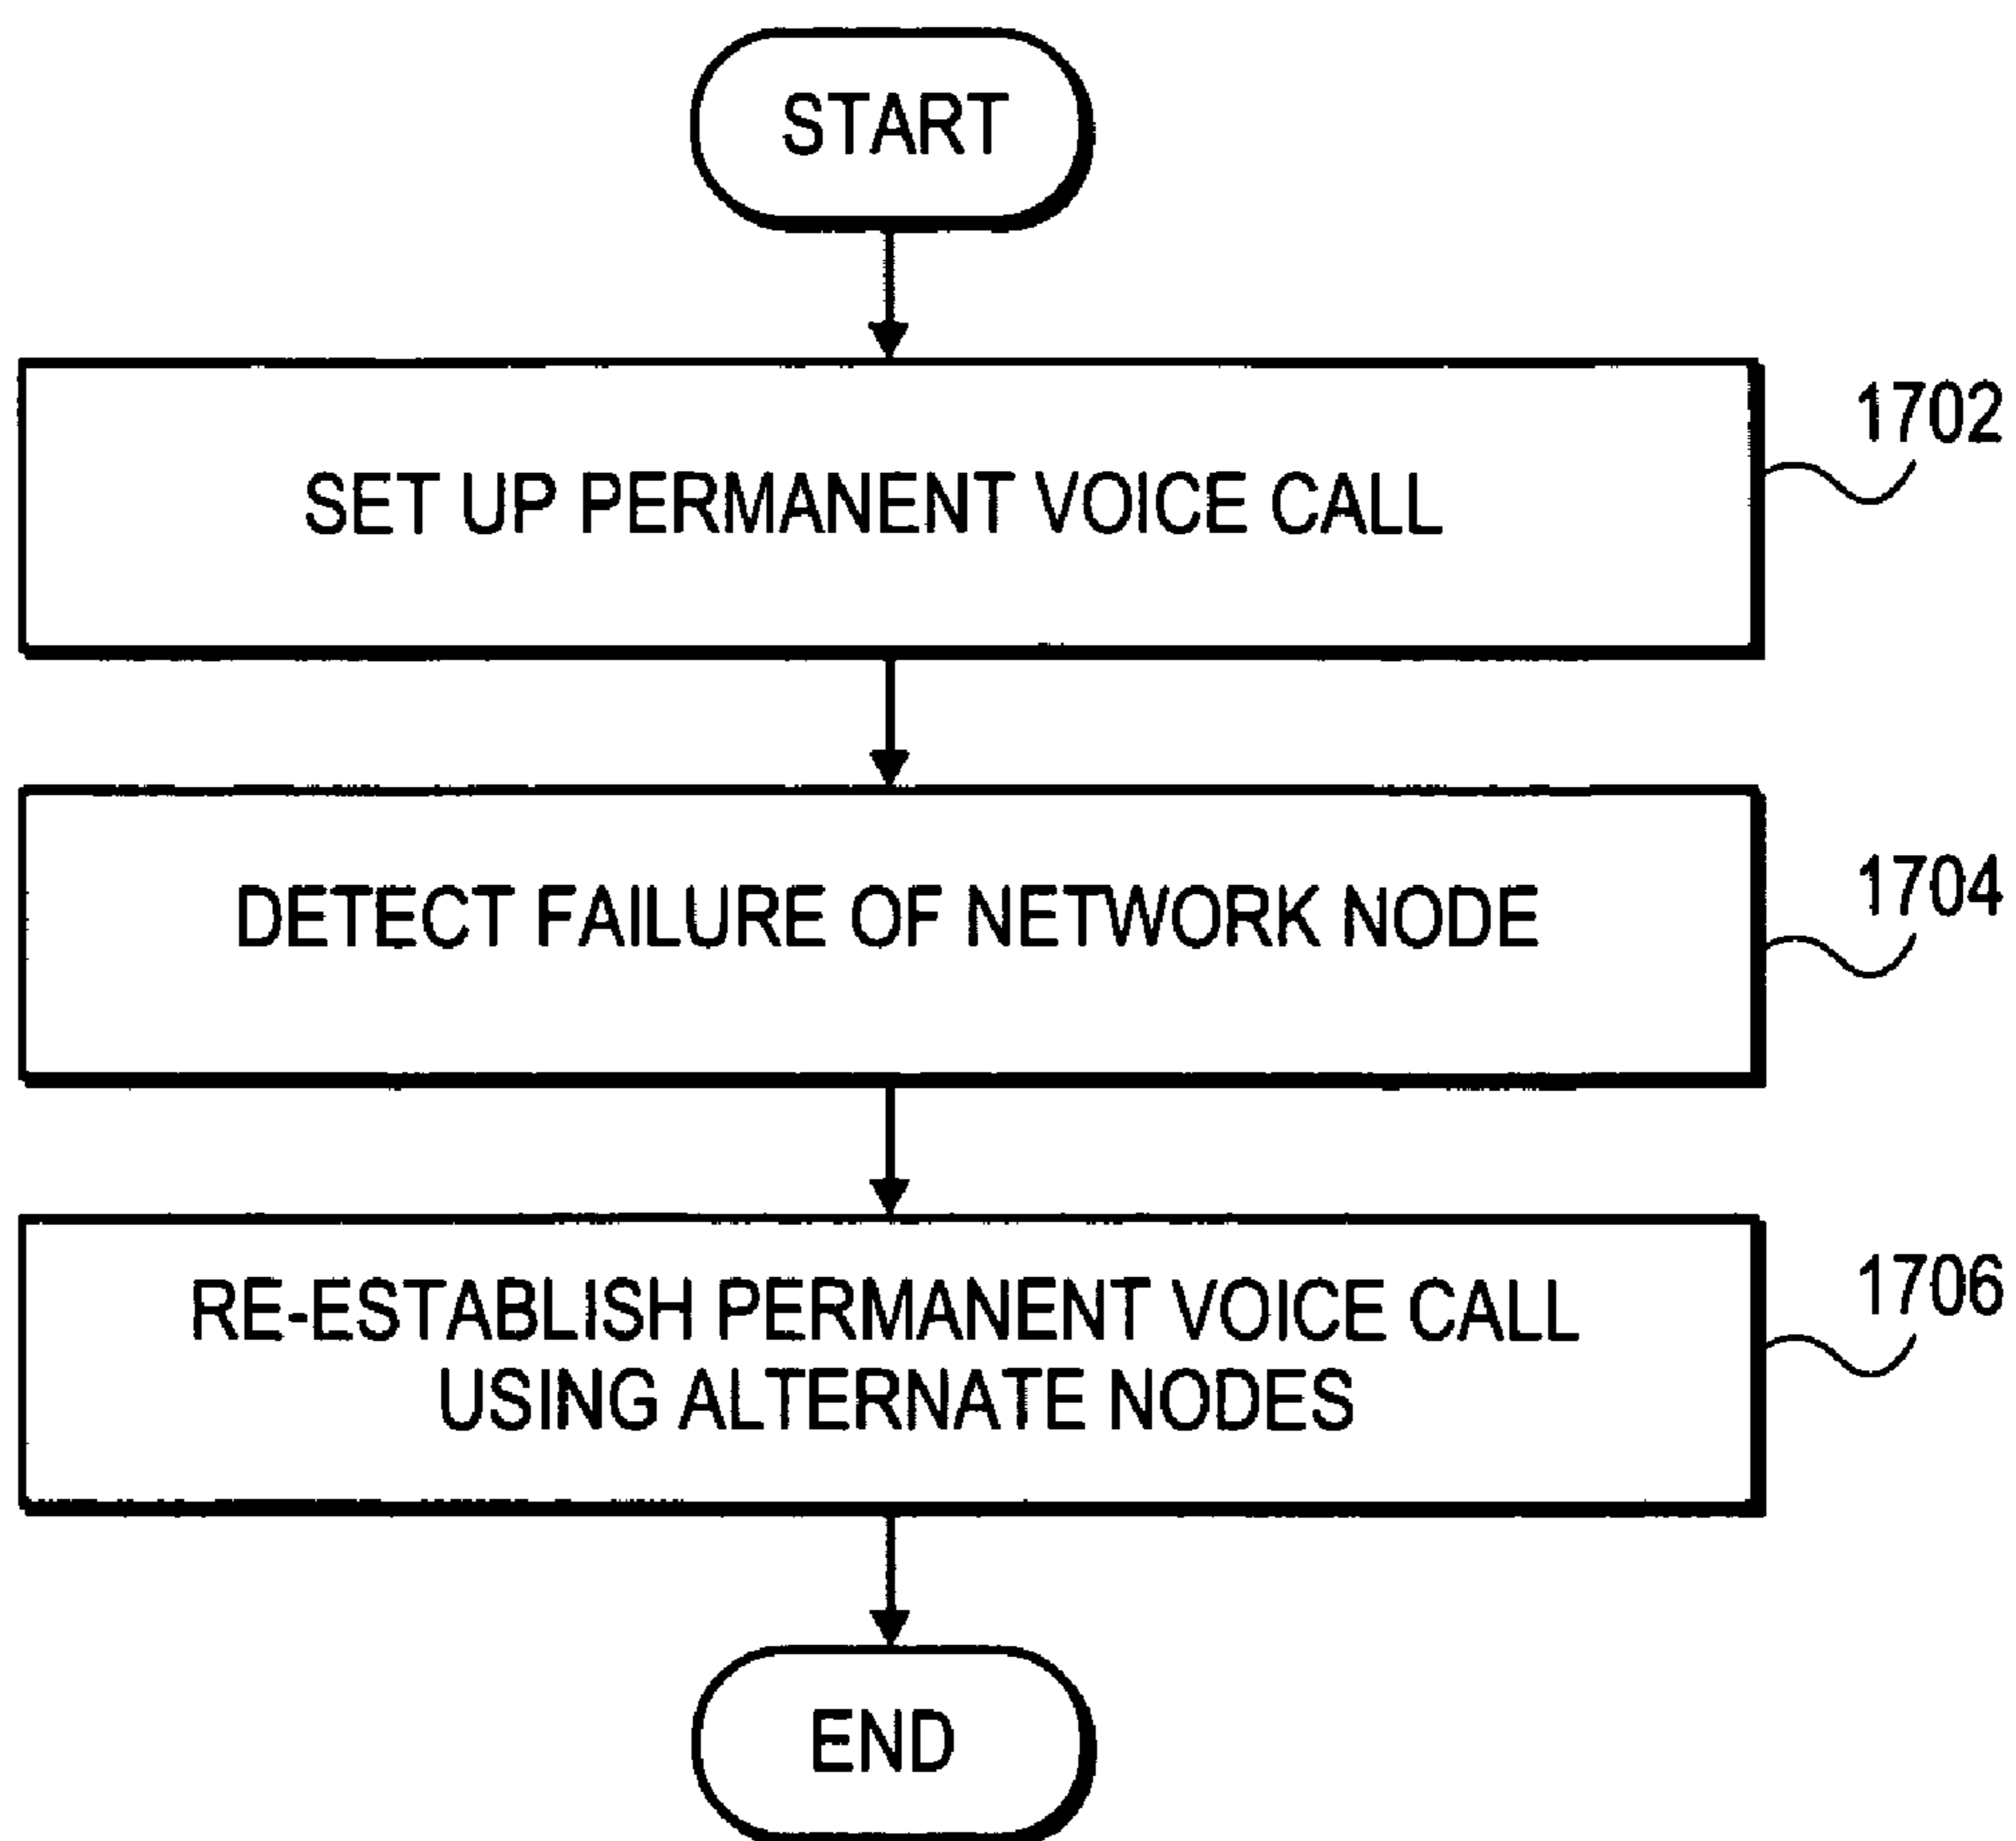 START
SET UP PERMANENT VOICE CALL
1702
DETECT FAILURE OF NETWORK NODE
1704
RE-ESTABLISH PERMANENT VOICE CALL
USING ALTERNATE NODES
1706
END